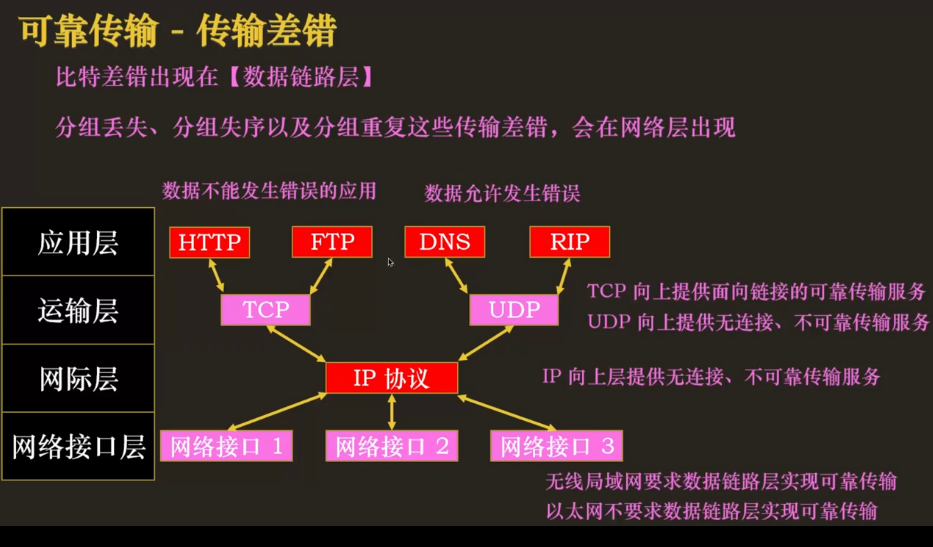 可靠传输 - 传输差错
比特差错出现在【数据链路层】
分组丢失、分组失序以及分组重复这些传输差错，会在网络层出现
数据不能发生错误的应用
数据允许发生错误
应用层
HTTP
FTP
DNS
RIP
运输层
TCP
UDP
TCP 向上提供面向链接的可靠传输服务
UDP 向上提供无连接、不可靠传输服务
网际层
IP 协议
IP 向上层提供无连接、不可靠传输服务
网络接口层
网络接口 1
网络接口 2
网络接口 3
无线局域网要求数据链路层实现可靠传输
以太网不要求数据链路层实现可靠传输